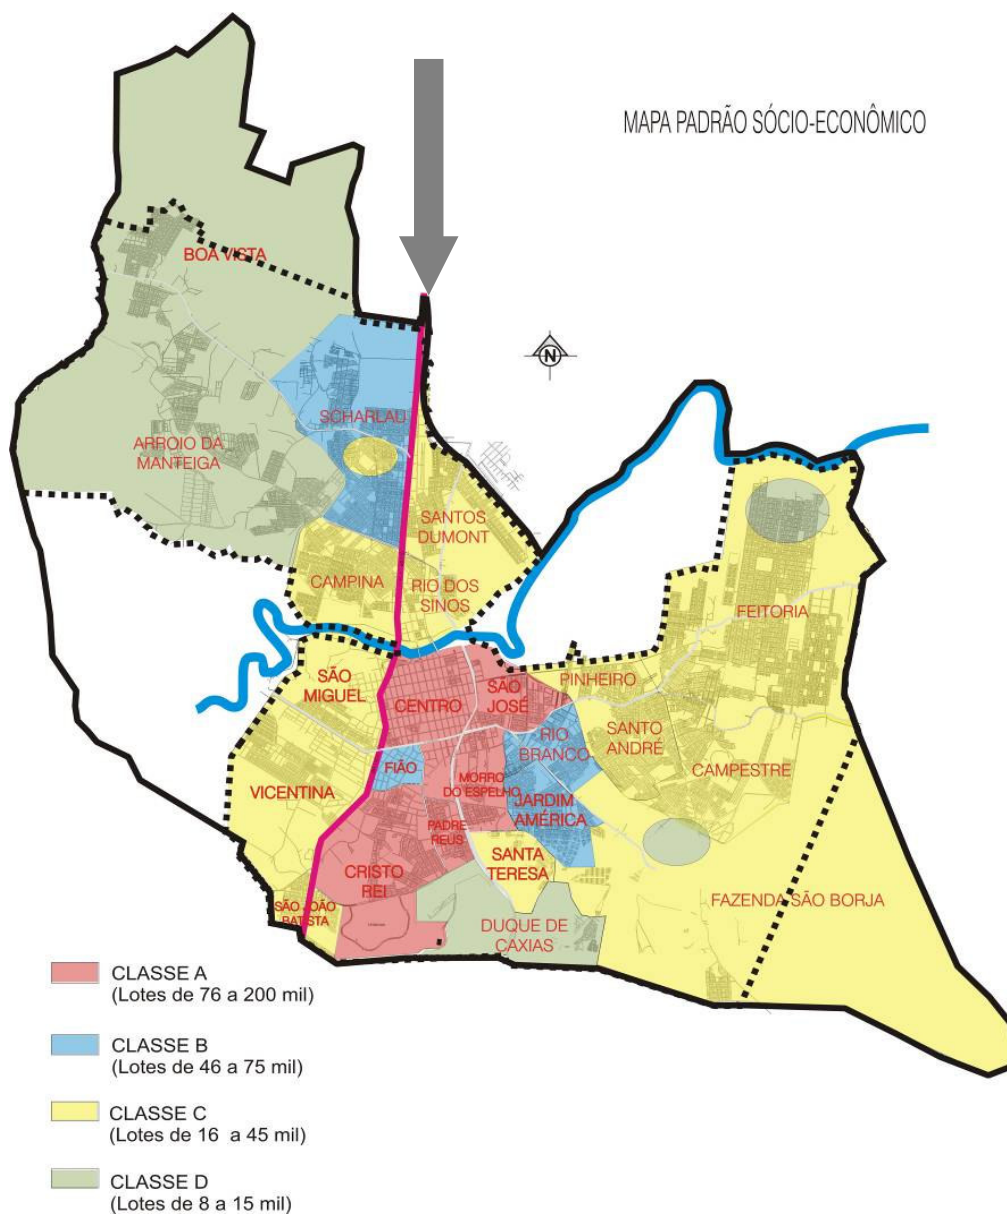 MAPA PADRÃO SÓCIO-ECONÔMICO
BOA VISTA
N
SCHARLAU
ARROIO DA
MANTEIGA
SANTOS
DUMONT
CAMPINA
RIO DOS
SINOS
FEITORIA
SÃO
MIGUEL
CENTRO
SÃO
JOSÉ
PINHEIRO
RIO
BRANCO
SANTO
ANDRÉ
CAMPESTRE
FIÃO
VICENTINA
MORRO
DO ESPELHO
JARDIM
AMÉRICA
PADRE
REUS
SANTA
TERESA
CRISTO
REI
FAZENDA SÃO BORJA
SÃO JOÃO
BATISTA
DUQUE DE
CAXIAS
CLASSE A
(Lotes de 76 a 200 mil)
CLASSE B
(Lotes de 46 a 75 mil)
CLASSE C
(Lotes de 16 a 45 mil)
CLASSE D
(Lotes de 8 a 15 mil)